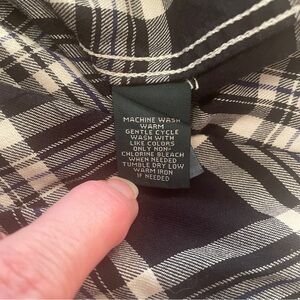 MACHINE WASH
WARM
GENTLE CYCLE
WASH WITH
LIKE COLORS
ONLY NON-
CHLORINE BLEACH
WHEN NEEDED
TUMBLE DRY LOW
WARM IRON
IF NEEDED